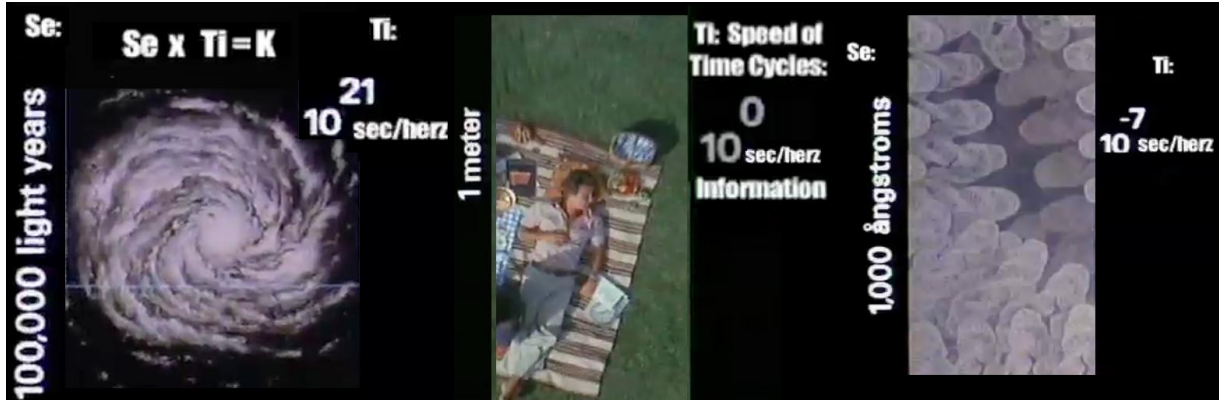 Se:
Se x Ti = K
Ti:
100,000 light years
21
10 sec/herz
1 meter
Ti: Speed of
Time Cycles:
0
10 sec/herz
Information
Se:
1,000 ångstroms
Ti:
-7
10 sec/herz